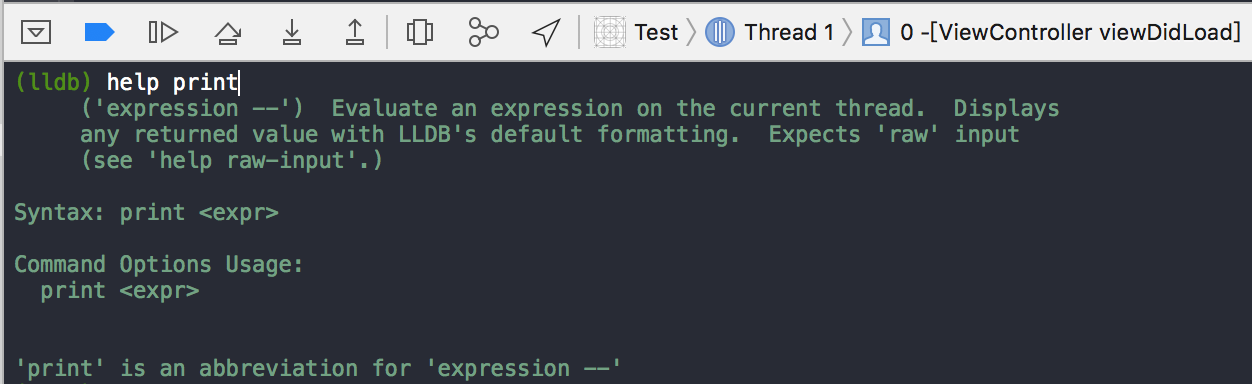 Test Thread 1 0 -[ViewController viewDidLoad]
(lldb) help print
('expression --')  Evaluate an expression on the current thread.  Displays
any returned value with LLDB's default formatting.  Expects 'raw' input
(see 'help raw-input'.)
Syntax: print <expr>
Command Options Usage:
print <expr>
'print' is an abbreviation for 'expression --'